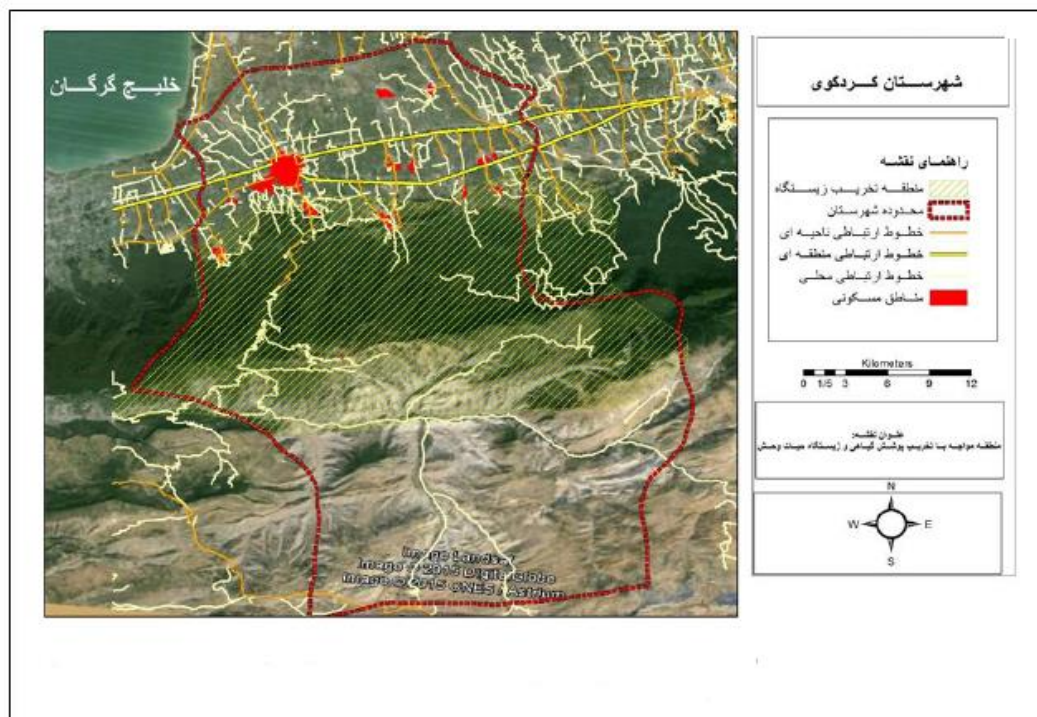 خلیج گرگان
شهرستان کردکوی
راهنمای نقشه
منطقه تخریب زیستگاه
محدوده شهرستان
خطوط ارتباطی ناحیه ای
خطوط ارتباطی منطقه ای
خطوط ارتباطی محلی
مناطق مسکونی
Kilometers
0 1/5 3 6 9 12
عنوان نقشه:
منطقه مواجه با تخریب پوشش گیاهی و زیستگاه حیات وحش
N
W E
S
Image Landsat
Image © 2015 DigitalGlobe
Image © 2015 CNES / Astrium